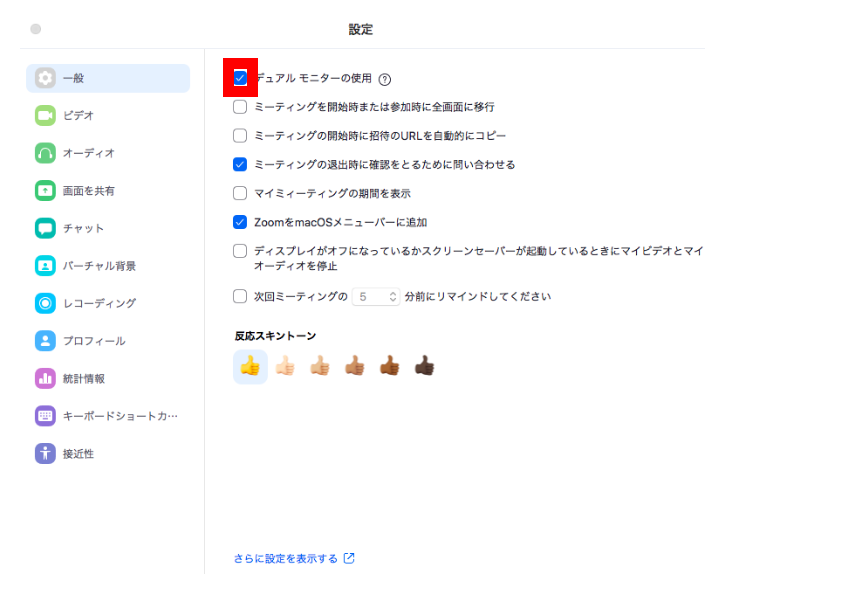 設定
一般
ビデオ
オーディオ
画面を共有
チャット
バーチャル背景
レコーディング
プロフィール
統計情報
キーボードショートカ…
接近性
デュアル モニターの使用 ?
ミーティングを開始時または参加時に全画面に移行
ミーティングの開始時に招待のURLを自動的にコピー
ミーティングの退出時に確認をとるために問い合わせる
マイミィーティングの期間を表示
ZoomをmacOSメニューバーに追加
ディスプレイがオフになっているかスクリーンセーバーが起動しているときにマイビデオとマイ
オーディオを停止
次回ミーティングの 5 分前にリマインドしてください
反応スキントーン
さらに設定を表示する